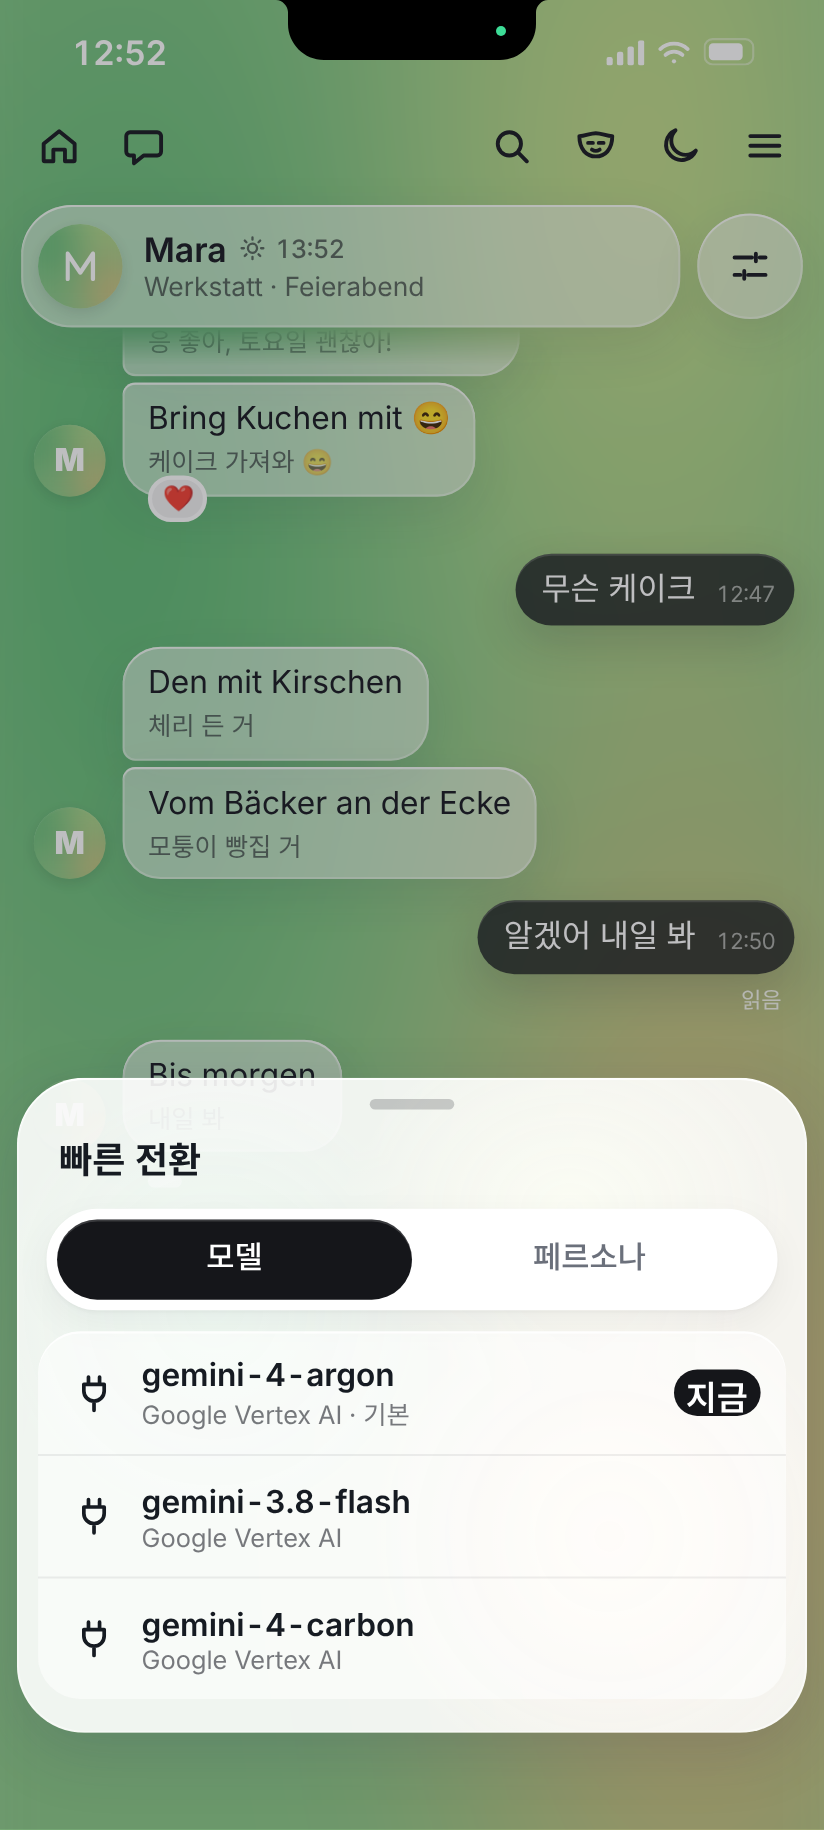 12:52
M
Mara 13:52
Werkstatt · Feierabend
응 좋아, 토요일 괜찮아!
Bring Kuchen mit 😄
케이크 가져와 😄
M
❤️
무슨 케이크 12:47
Den mit Kirschen
체리 든 거
Vom Bäcker an der Ecke
모퉁이 빵집 거
M
알겠어 내일 봐 12:50
읽음
Bis morgen
내일 봐
M
빠른 전환
모델
페르소나
gemini-4-argon
Google Vertex AI · 기본
지금
gemini-3.8-flash
Google Vertex AI
gemini-4-carbon
Google Vertex AI